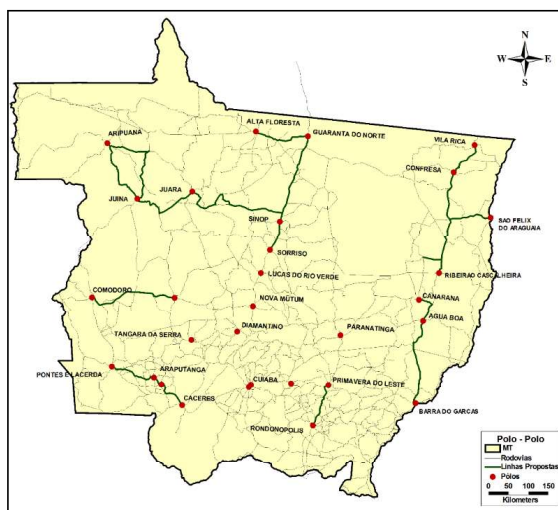 N
W E
S
ALTA FLORESTA
GUARANTA DO NORTE
ARIPUANA
VILA RICA
CONFRESA
JUARA
JUINA
SINOP
SAO FELIX
DO ARAGUAIA
SORRISO
LUCAS DO RIO VERDE
RIBEIRAO CASCALHEIRA
COMODORO
NOVA MUTUM
CANARANA
AGUA BOA
DIAMANTINO
TANGARA DA SERRA
PARANATINGA
PONTES E LACERDA
ARAPUTANGA
CUIABA
PRIMAVERA DO LESTE
CACERES
BARRA DO GARCAS
RONDONOPOLIS
Polo - Polo
MT
Rodovias
Linhas Propostas
Pólos
0 50 100 150
Kilometers